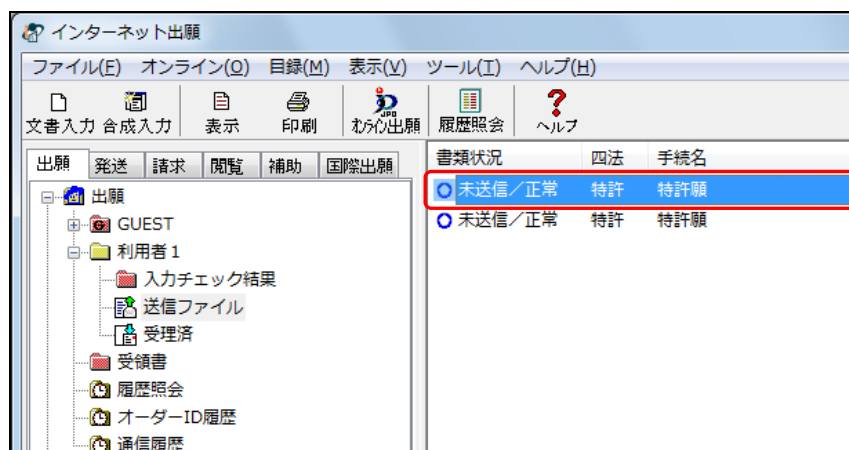 インターネット出願
ファイル(F) オンライン(O) 目録(M) 表示(V) ツール(T) ヘルプ(H)
文書入力 合成入力 表示 印刷 オンライン出願 履歴照会 ヘルプ
出願 発送 請求 閲覧 補助 国際出願
書類状況 四法 手続名
未送信／正常 特許 特許願
未送信／正常 特許 特許願
出願
GUEST
利用者1
入力チェック結果
送信ファイル
受理済
受領書
履歴照会
オーダーID履歴
通信履歴